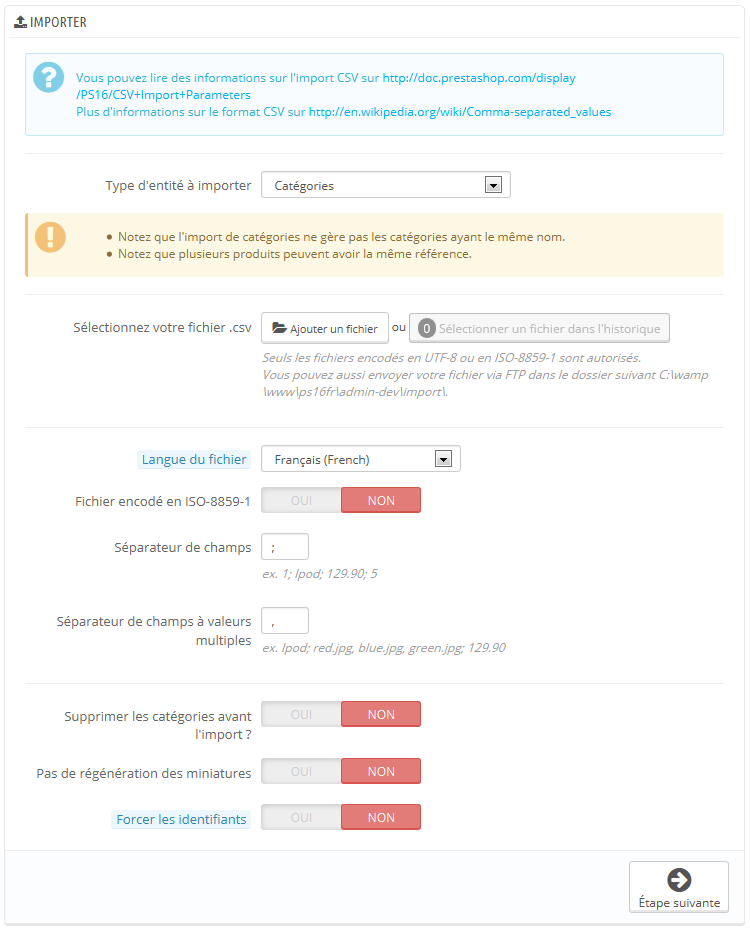 IMPORTER
?
Vous pouvez lire des informations sur l'import CSV sur http://doc.prestashop.com/display
/PS16/CSV+Import+Parameters
Plus d'informations sur le format CSV sur http://en.wikipedia.org/wiki/Comma-separated_values
Type d'entité à importer Catégories
!
• Notez que l'import de catégories ne gère pas les catégories ayant le même nom.
• Notez que plusieurs produits peuvent avoir la même référence.
Sélectionnez votre fichier .csv Ajouter un fichier ou 0 Sélectionner un fichier dans l'historique
Seuls les fichiers encodés en UTF-8 ou en ISO-8859-1 sont autorisés.
Vous pouvez aussi envoyer votre fichier via FTP dans le dossier suivant C:\wamp
\www\ps16fr\admin-dev\import\.
Langue du fichier Français (French)
Fichier encodé en ISO-8859-1 OUI NON
Séparateur de champs ;
ex. 1; Ipod; 129.90; 5
Séparateur de champs à valeurs
multiples
,
ex. Ipod; red.jpg, blue.jpg, green.jpg; 129.90
Supprimer les catégories avant
l'import ?
OUI NON
Pas de régénération des miniatures OUI NON
Forcer les identifiants OUI NON
Étape suivante